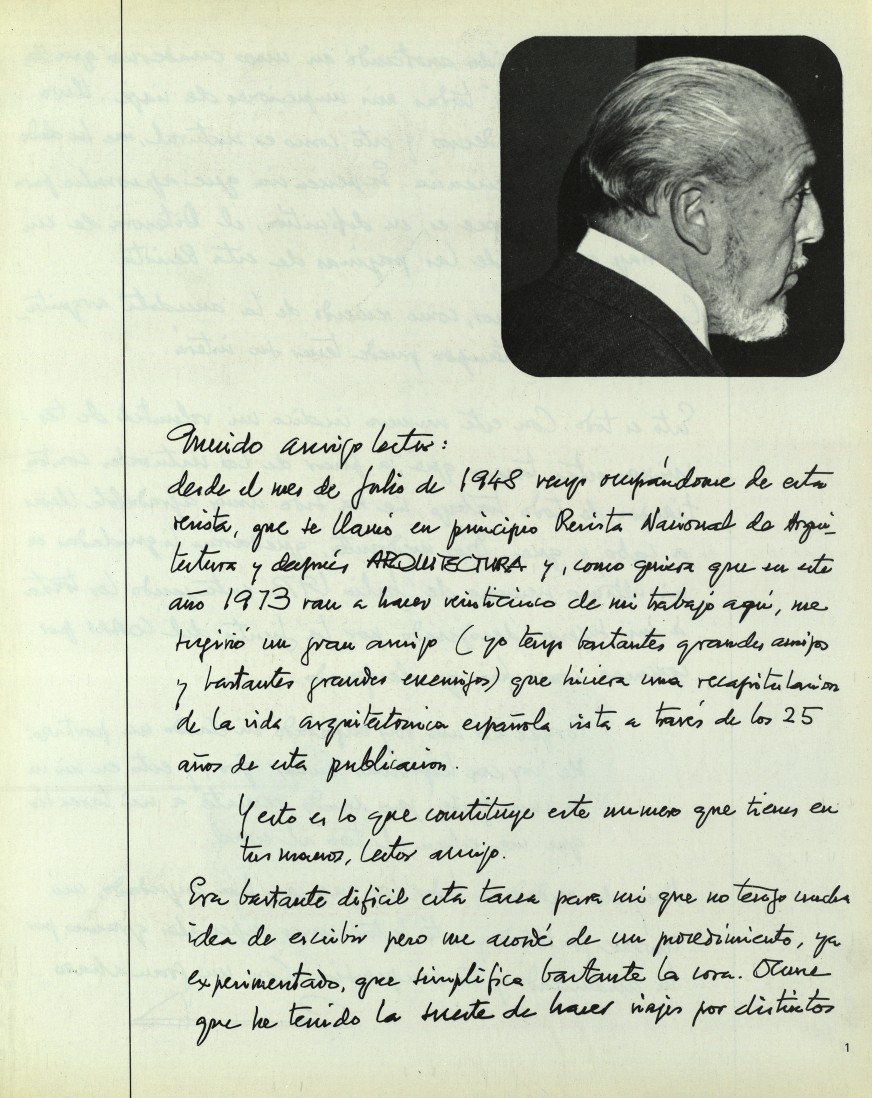 Querido amigo lector:
desde el mes de Julio de 1948 vengo ocupándome de esta
revista, que se llamó en principio Revista Nacional de Arqui-
tectura y después ARQUITECTURA y, como quiera que en este
año 1973 van a hacer veinticinco de mi trabajo aquí, me
sugirió un gran amigo (yo tengo bastantes grandes amigos
y bastantes grandes enemigos) que hiciera una recapitulacion
de la vida arquitectonica española vista a través de los 25
años de esta publicacion.
Y esto es lo que constituye este numero que tienes en
tus manos, lector amigo.
Era bastante difícil esta tarea para mi que no tengo mucha
idea de escribir pero me acordé de un procedimiento, ya
experimentado, que simplifica bastante la cosa. Ocurre
que he tenido la suerte de hacer viajes por distintos
1